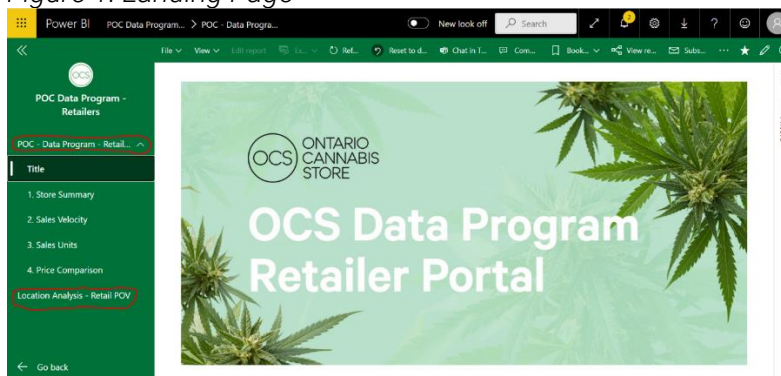 Figure 1: Landing Page
Power BI POC Data Program... > POC - Data Progra... New look off Search ?
File View Edit report Ex... Ref... Reset to d... Chat in T... Com... Book... View re... Subs... ...
OCS
POC Data Program -
Retailers
POC - Data Program - Retail...
Title
1. Store Summary
2. Sales Velocity
3. Sales Units
4. Price Comparison
Location Analysis - Retail POV
Go back
OCS
ONTARIO
CANNABIS
STORE
OCS Data Program
Retailer Portal